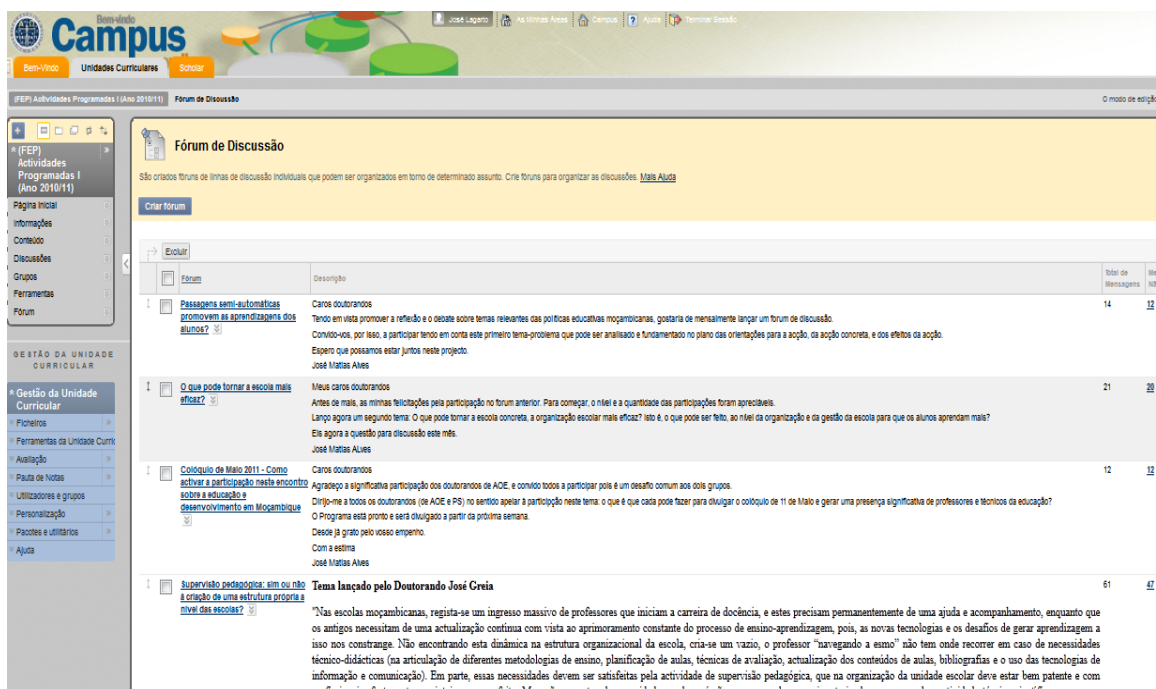 Bem-vindo
Campus
José Lagarto
As Minhas Áreas
Campus
Ajuda
Terminar Sessão
Bem-Vindo
Unidades Curriculares
Scholar
(FEP) Actividades Programadas I (Ano 2010/11)
Fórum de Discussão
O modo de edição
(FEP)
Actividades
Programadas I
(Ano 2010/11)
Página Inicial
Informações
Conteúdo
Discussões
Grupos
Ferramentas
Fórum
GESTÃO DA UNIDADE
CURRICULAR
Gestão da Unidade
Curricular
Ficheiros
Ferramentas da Unidade Curric
Avaliação
Pauta de Notas
Utilizadores e grupos
Personalização
Pacotes e utilitários
Ajuda
Fórum de Discussão
São criados fóruns de linhas de discussão individuais que podem ser organizados em torno de determinado assunto. Crie fóruns para organizar as discussões. Mais Ajuda
Criar fórum
Excluir
Fórum
Descrição
Total de
Mensagens
Passagens semi-automáticas
promovem as aprendizagens dos
alunos?
Caros doutorandos
Tendo em vista promover a reflexão e o debate sobre temas relevantes das políticas educativas moçambicanas, gostaria de mensalmente lançar um forum de discussão.
Convido-vos, por isso, a participar tendo em conta este primeiro tema-problema que pode ser analisado e fundamentado no plano das orientações para a acção, da acção concreta, e dos efeitos da acção.
Espero que possamos estar juntos neste projecto.
José Matias Alves
14
12
O que pode tornar a escola mais
eficaz?
Meus caros doutorandos
Antes de mais, as minhas felicitações pela participação no forum anterior. Para começar, o nível e a quantidade das participações foram apreciáveis.
Lanço agora um segundo tema: O que pode tornar a escola concreta, a organização escolar mais eficaz? Isto é, o que pode ser feito, ao nível da organização e da gestão da escola para que os alunos aprendam mais?
Eis agora a questão para discussão este mês.
José Matias ALves
21
20
Colóquio de Maio 2011 - Como
activar a participação neste encontro
sobre a educação e
desenvolvimento em Moçambique
Caros doutorandos
Agradeço a significativa participação dos doutorandos de AOE, e convido todos a participar pois é um desafio comum aos dois grupos.
Dirijo-me a todos os doutorandos (de AOE e PS) no sentido apelar à participção neste tema: o que é que cada pode fazer para divulgar o colóquio de 11 de Maio e gerar uma presença significativa de professores e técnicos da educação?
O Programa está pronto e será divulgado a partir da próxima semana.
Desde já grato pelo vosso empenho.
Com a estima
José Matias Alves
12
12
Supervisão pedagógica: sim ou não
à criação de uma estrutura própria a
nível das escolas?
Tema lançado pelo Doutorando José Greia
"Nas escolas moçambicanas, regista-se um ingresso massivo de professores que iniciam a carreira de docência, e estes precisam permanentemente de uma ajuda e acompanhamento, enquanto que
os antigos necessitam de uma actualização contínua com vista ao aprimoramento constante do processo de ensino-aprendizagem, pois, as novas tecnologias e os desafios de gerar aprendizagem a
isso nos constrange. Não encontrando esta dinâmica na estrutura organizacional da escola, cria-se um vazio, o professor "navegando a esmo" não tem onde recorrer em caso de necessidades
técnico-didácticas (na articulação de diferentes metodologias de ensino, planificação de aulas, técnicas de avaliação, actualização dos conteúdos de aulas, bibliografias e o uso das tecnologias de
informação e comunicação). Em parte, essas necessidades devem ser satisfeitas pela actividade de supervisão pedagógica, que na organização da unidade escolar deve estar bem patente e com
61
47